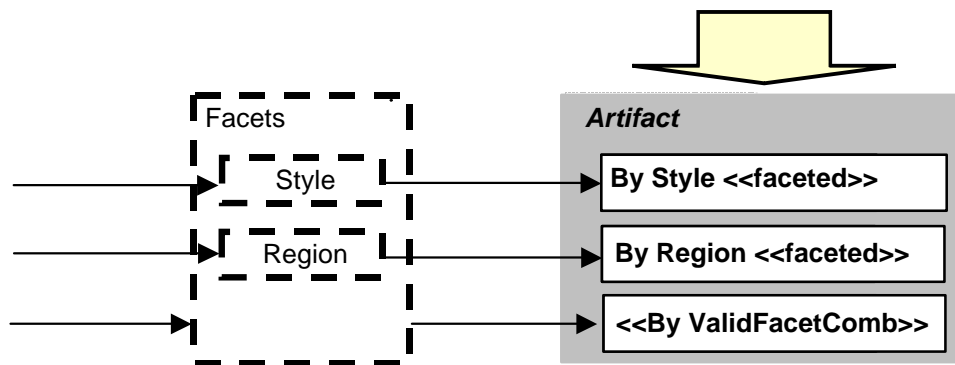 Facets
Style
Region
Artifact
By Style <<faceted>>
By Region <<faceted>>
<<By ValidFacetComb>>